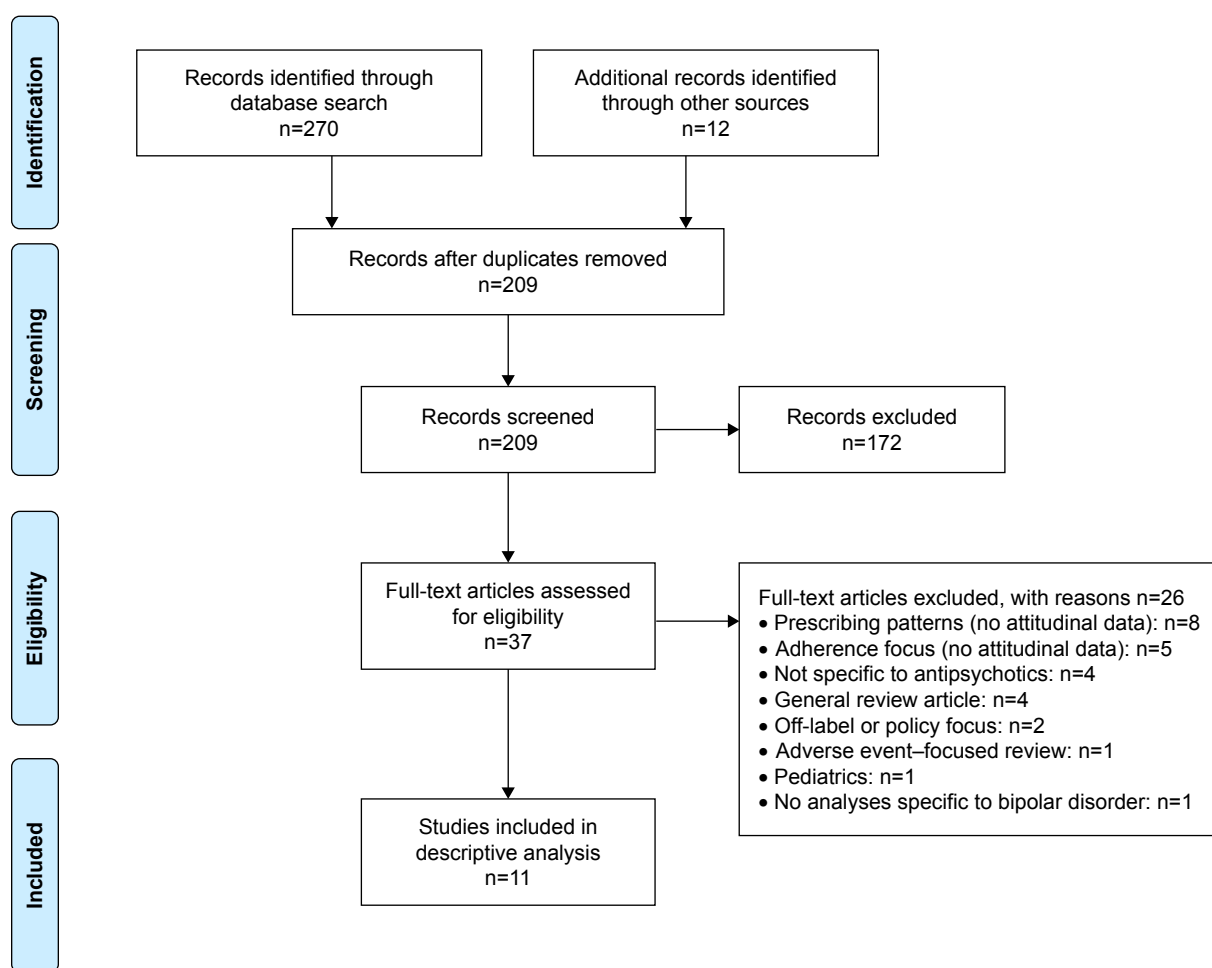 Identification
Records identified through
database search
n=270
Additional records identified
through other sources
n=12
Screening
Records after duplicates removed
n=209
Records screened
n=209
Records excluded
n=172
Eligibility
Full-text articles assessed
for eligibility
n=37
Full-text articles excluded, with reasons n=26
• Prescribing patterns (no attitudinal data): n=8
• Adherence focus (no attitudinal data): n=5
• Not specific to antipsychotics: n=4
• General review article: n=4
• Off-label or policy focus: n=2
• Adverse event–focused review: n=1
• Pediatrics: n=1
• No analyses specific to bipolar disorder: n=1
Included
Studies included in
descriptive analysis
n=11